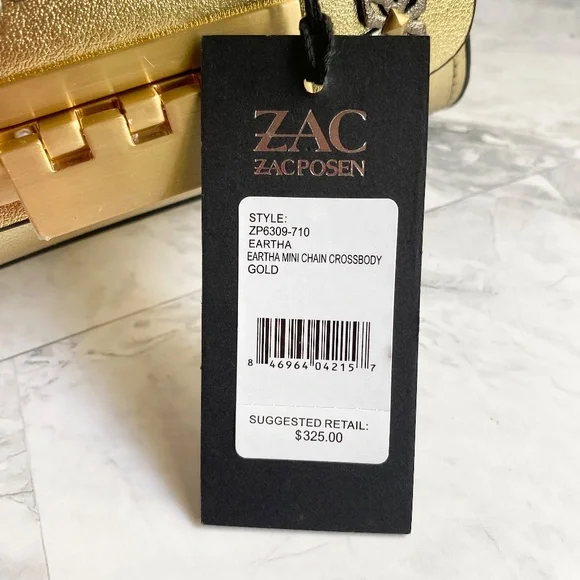 ZAC
ZAC POSEN
STYLE:
ZP6309-710
EARTHA
EARTHA MINI CHAIN CROSSBODY
GOLD
8 46964 04215 7
SUGGESTED RETAIL:
$325.00